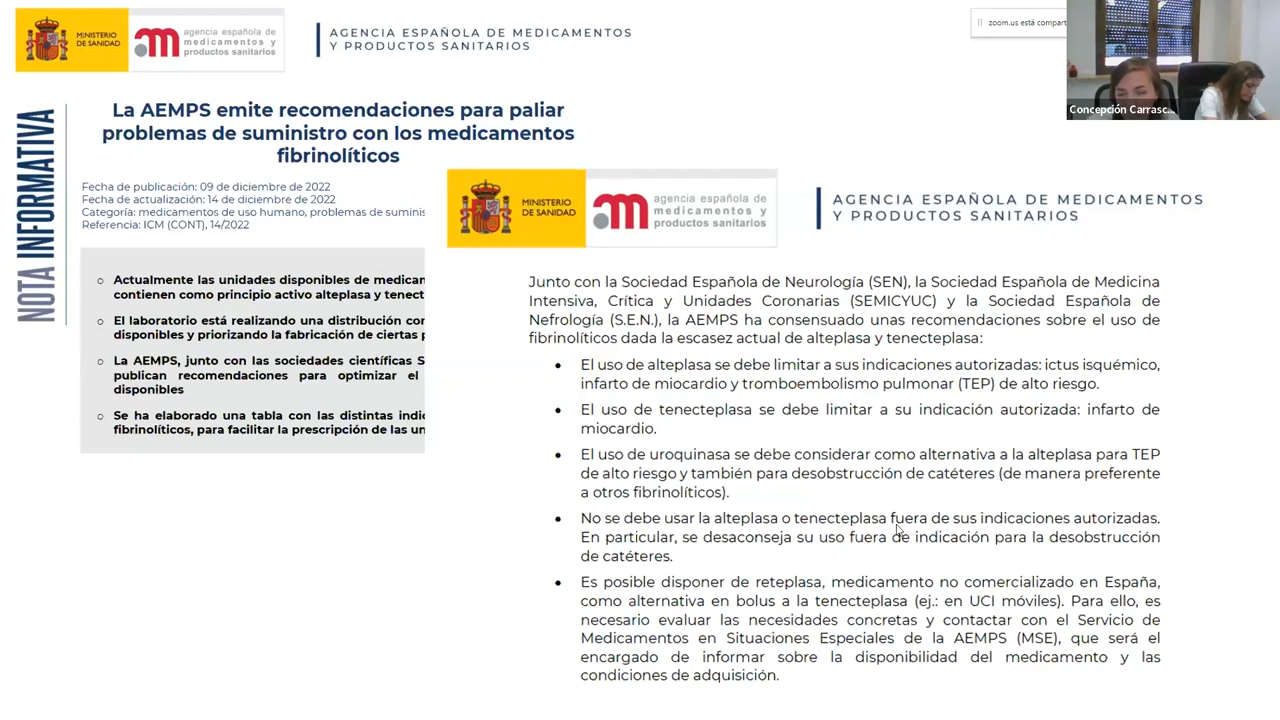 MINISTERIO
DE SANIDAD
agencia española de
medicamentos y
productos sanitarios
AGENCIA ESPAÑOLA DE MEDICAMENTOS
Y PRODUCTOS SANITARIOS
zoom.us está compart
Concepción Carrasc...
NOTA INFORMATIVA
La AEMPS emite recomendaciones para paliar
problemas de suministro con los medicamentos
fibrinolíticos
Fecha de publicación: 09 de diciembre de 2022
Fecha de actualización: 14 de diciembre de 2022
Categoría: medicamentos de uso humano, problemas de suminis
Referencia: ICM (CONT), 14/2022
Actualmente las unidades disponibles de medican
contienen como principio activo alteplasa y tenect
El laboratorio está realizando una distribución con
disponibles y priorizando la fabricación de ciertas p
La AEMPS, junto con las sociedades científicas S
publican recomendaciones para optimizar el
disponibles
Se ha elaborado una tabla con las distintas indic
fibrinolíticos, para facilitar la prescripción de las un
MINISTERIO
DE SANIDAD
agencia española de
medicamentos y
productos sanitarios
AGENCIA ESPAÑOLA DE MEDICAMENTOS
Y PRODUCTOS SANITARIOS
Junto con la Sociedad Española de Neurología (SEN), la Sociedad Española de Medicina
Intensiva, Crítica y Unidades Coronarias (SEMICYUC) y la Sociedad Española de
Nefrología (S.E.N.), la AEMPS ha consensuado unas recomendaciones sobre el uso de
fibrinolíticos dada la escasez actual de alteplasa y tenecteplasa:
• El uso de alteplasa se debe limitar a sus indicaciones autorizadas: ictus isquémico,
infarto de miocardio y tromboembolismo pulmonar (TEP) de alto riesgo.
• El uso de tenecteplasa se debe limitar a su indicación autorizada: infarto de
miocardio.
• El uso de uroquinasa se debe considerar como alternativa a la alteplasa para TEP
de alto riesgo y también para desobstrucción de catéteres (de manera preferente
a otros fibrinolíticos).
• No se debe usar la alteplasa o tenecteplasa fuera de sus indicaciones autorizadas.
En particular, se desaconseja su uso fuera de indicación para la desobstrucción
de catéteres.
• Es posible disponer de reteplasa, medicamento no comercializado en España,
como alternativa en bolus a la tenecteplasa (ej.: en UCI móviles). Para ello, es
necesario evaluar las necesidades concretas y contactar con el Servicio de
Medicamentos en Situaciones Especiales de la AEMPS (MSE), que será el
encargado de informar sobre la disponibilidad del medicamento y las
condiciones de adquisición.